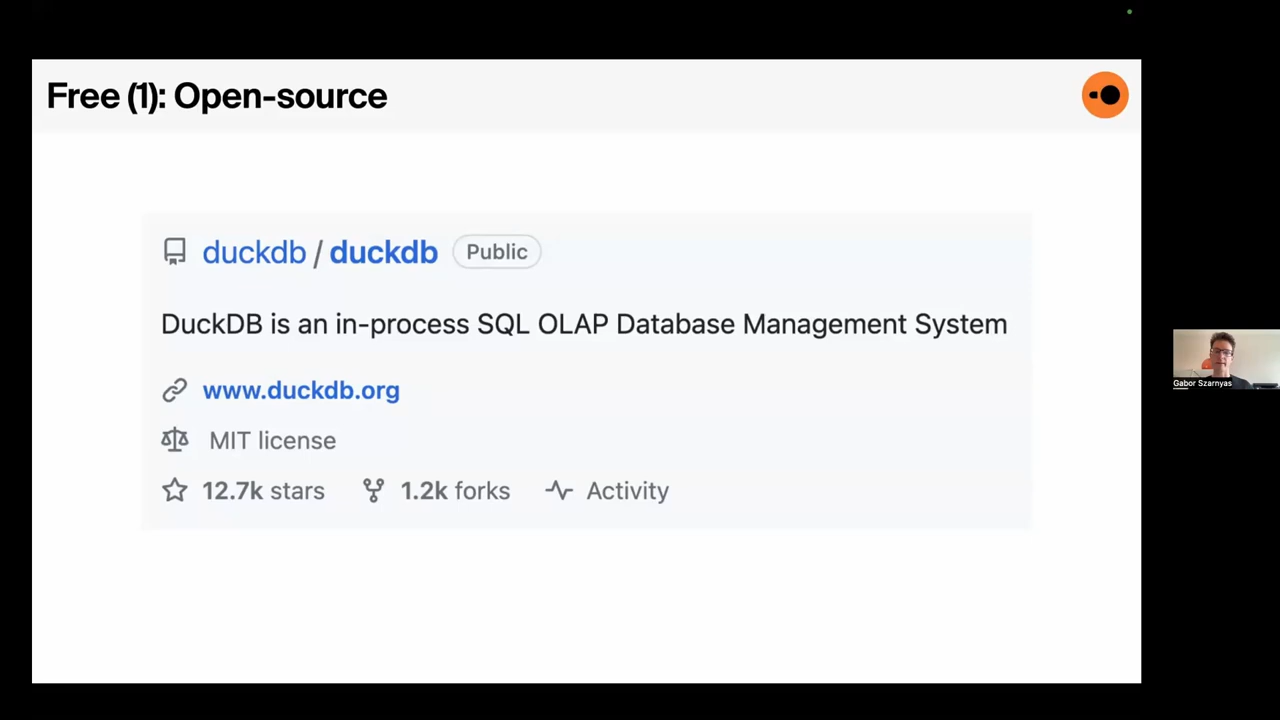 Free (1): Open-source
duckdb / duckdb Public
DuckDB is an in-process SQL OLAP Database Management System
www.duckdb.org
MIT license
12.7k stars 1.2k forks Activity
Gabor Szarnyas